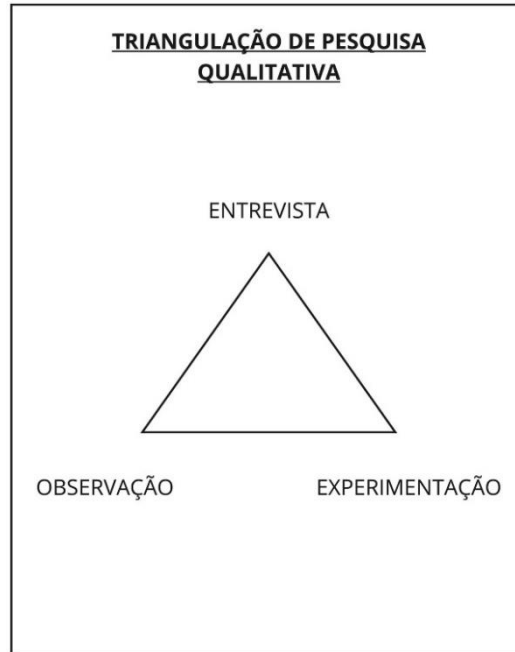 TRIANGULAÇÃO DE PESQUISA
QUALITATIVA
ENTREVISTA
OBSERVAÇÃO
EXPERIMENTAÇÃO